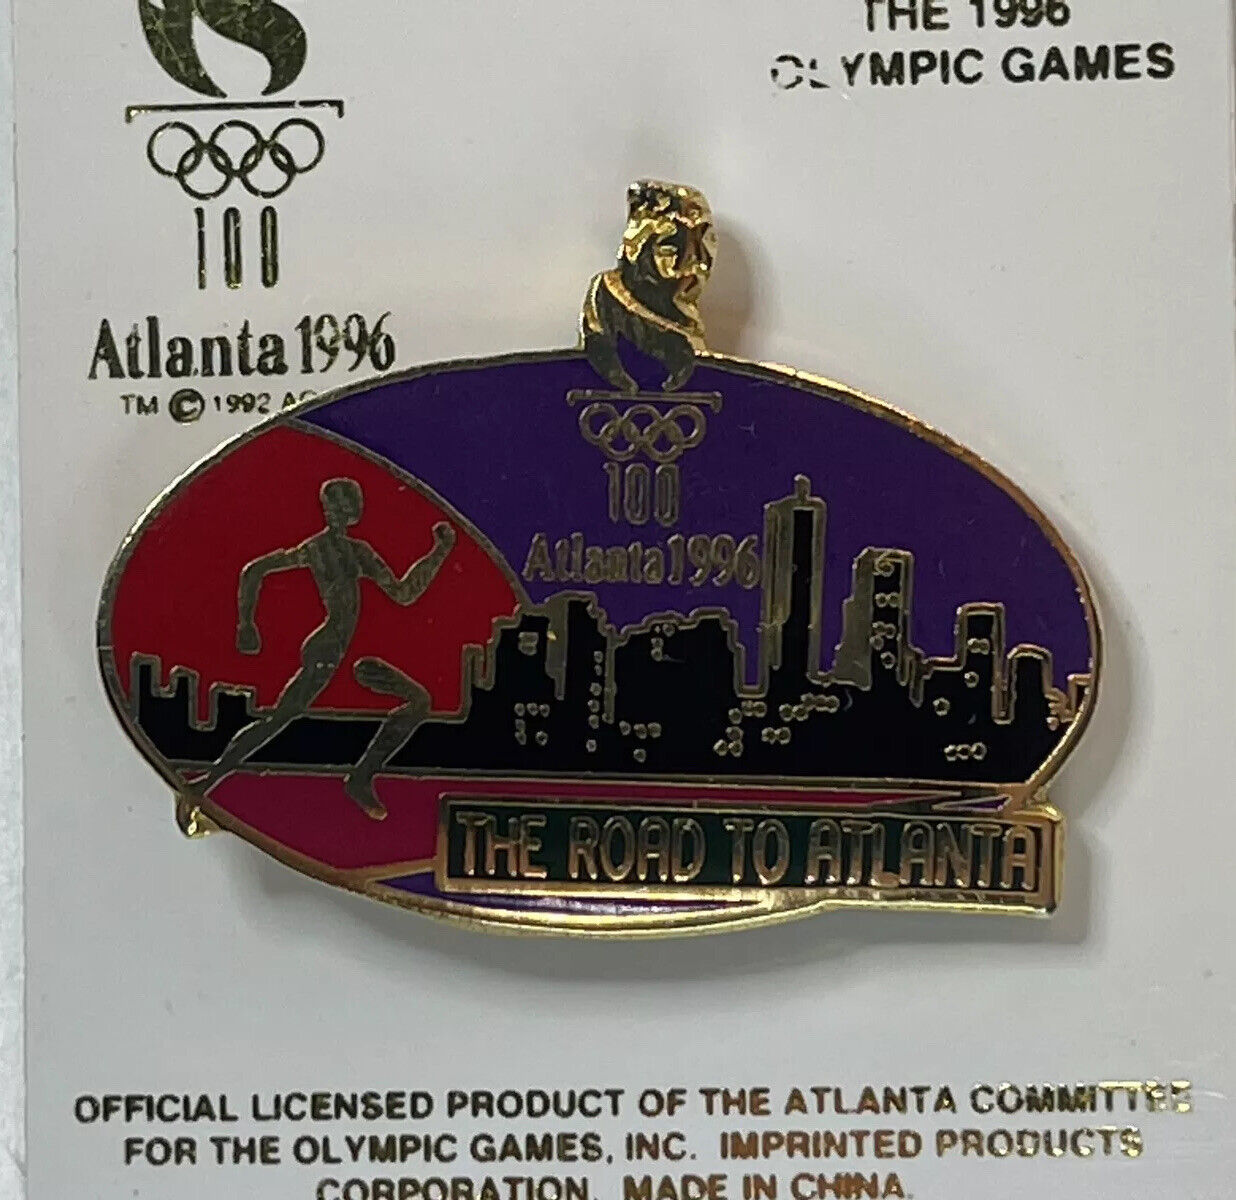 THE 1996
OLYMPIC GAMES
100
Atlanta 1996
TM © 1992
100
Atlanta 1996
THE ROAD TO ATLANTA
OFFICIAL LICENSED PRODUCT OF THE ATLANTA COMMITTEE
FOR THE OLYMPIC GAMES, INC. IMPRINTED PRODUCTS
CORPORATION. MADE IN CHINA.